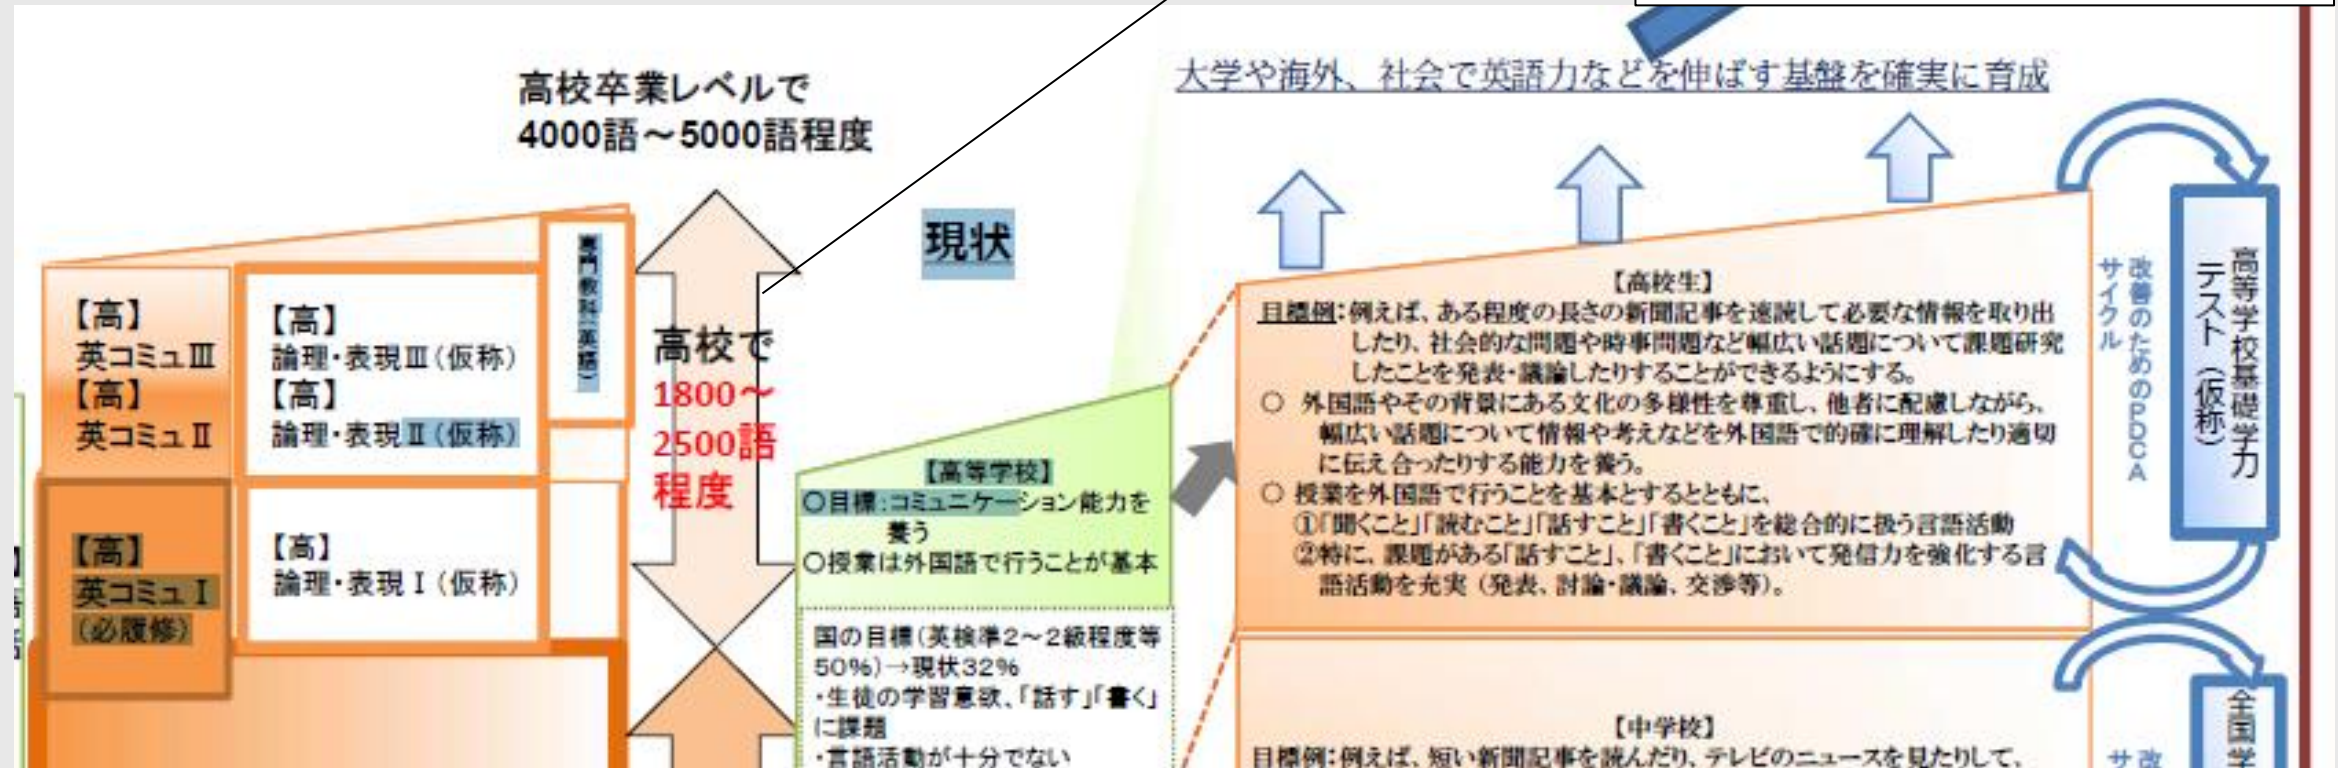 高校卒業レベルで
4000語～5000語程度
【高】
英コミュⅢ
【高】
英コミュⅡ
【高】
論理・表現Ⅲ（仮称）
【高】
論理・表現Ⅱ（仮称）
専門教科（英語）
【高】
英コミュⅠ
（必履修）
【高】
論理・表現Ⅰ（仮称）
高校で
1800～
2500語
程度
現状
【高等学校】
○目標：コミュニケーション能力を
養う
○授業は外国語で行うことが基本
国の目標（英検準2～2級程度等
50%）→現状32%
・生徒の学習意欲、「話す」「書く」
に課題
・言語活動が十分でない
大学や海外、社会で英語力などを伸ばす基盤を確実に育成
【高校生】
目標例：例えば、ある程度の長さの新聞記事を速読して必要な情報を取り出
したり、社会的な問題や時事問題など幅広い話題について課題研究
したことを発表・議論したりすることができるようにする。
○ 外国語やその背景にある文化の多様性を尊重し、他者に配慮しながら、
幅広い話題について情報や考えなどを外国語で的確に理解したり適切
に伝え合ったりする能力を養う。
○ 授業を外国語で行うことを基本とするとともに、
①「聞くこと」「読むこと」「話すこと」「書くこと」を総合的に扱う言語活動
②特に、課題がある「話すこと」、「書くこと」において発信力を強化する言
語活動を充実（発表、討論・議論、交渉等）。
改善のためのPDCA
サイクル
高等学校基礎学力
テスト（仮称）
【中学校】
目標例：例えば、短い新聞記事を読んだり、テレビのニュースを見たりして、
改
サ
全国学